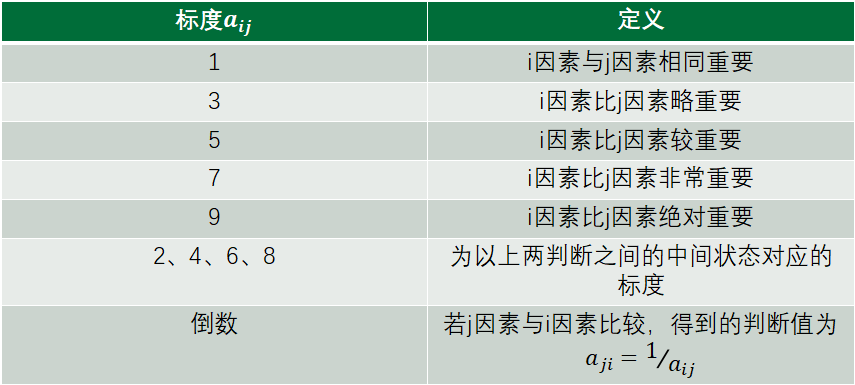 标度a_{ij} 定义
1 i因素与j因素相同重要
3 i因素比j因素略重要
5 i因素比j因素较重要
7 i因素比j因素非常重要
9 i因素比j因素绝对重要
2、4、6、8 为以上两判断之间的中间状态对应的
标度
倒数 若j因素与i因素比较，得到的判断值为
a_{ji} = 1/a_{ij}